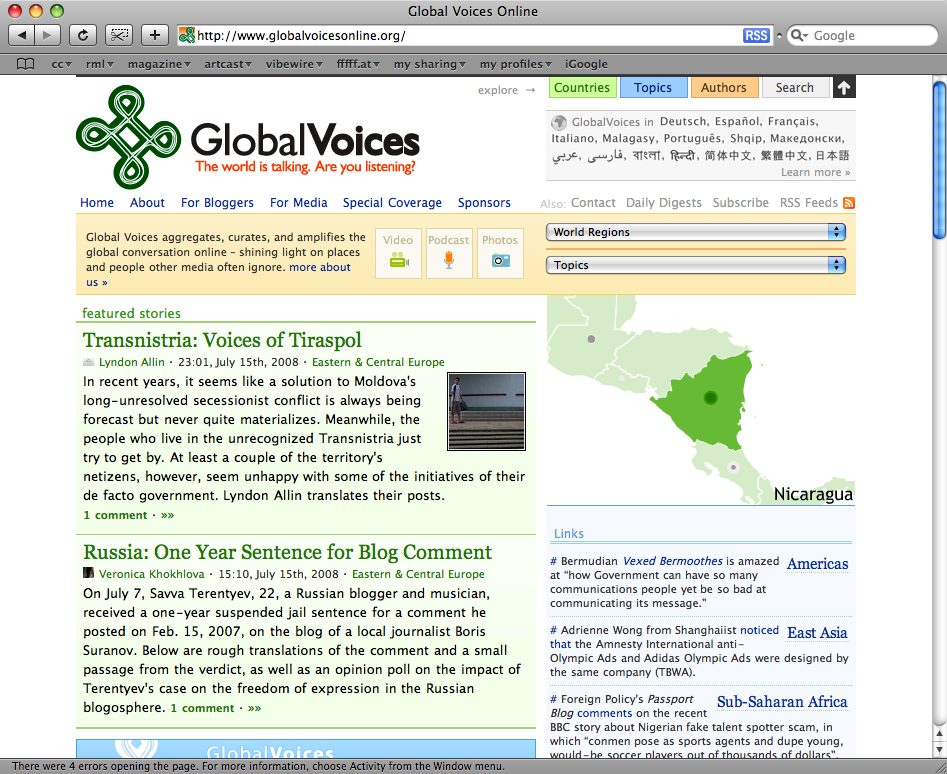 Global Voices Online
http://www.globalvoicesonline.org/
RSS
Google
cc
rml
magazine
artcast
vibewire
fffff.at
my sharing
my profiles
iGoogle
explore →
Countries
Topics
Authors
Search
GlobalVoices
The world is talking. Are you listening?
GlobalVoices in Deutsch, Español, Français,
Italiano, Malagasy, Português, Shqip, Македонски,
عربي, فارسی, বাংলা, हिन्दी, 简体中文, 繁體中文, 日本語
Learn more »
Home
About
For Bloggers
For Media
Special Coverage
Sponsors
Also: Contact
Daily Digests
Subscribe
RSS Feeds
Global Voices aggregates, curates, and amplifies the
global conversation online - shining light on places
and people other media often ignore. more about
us »
Video
Podcast
Photos
World Regions
Topics
featured stories
Transnistria: Voices of Tiraspol
Lyndon Allin · 23:01, July 15th, 2008 · Eastern & Central Europe
In recent years, it seems like a solution to Moldova's
long-unresolved secessionist conflict is always being
forecast but never quite materializes. Meanwhile, the
people who live in the unrecognized Transnistria just
try to get by. At least a couple of the territory's
netizens, however, seem unhappy with some of the initiatives of their
de facto government. Lyndon Allin translates their posts.
1 comment · »»
Russia: One Year Sentence for Blog Comment
Veronica Khokhlova · 15:10, July 15th, 2008 · Eastern & Central Europe
On July 7, Savva Terentyev, 22, a Russian blogger and musician,
received a one-year suspended jail sentence for a comment he
posted on Feb. 15, 2007, on the blog of a local journalist Boris
Suranov. Below are rough translations of the comment and a small
passage from the verdict, as well as an opinion poll on the impact of
Terentyev's case on the freedom of expression in the Russian
blogosphere. 1 comment · »»
GlobalVoices
Nicaragua
Links
Americas
# Bermudian Vexed Bermoothes is amazed
at “how Government can have so many
communications people yet be so bad at
communicating its message.”
East Asia
# Adrienne Wong from Shanghaiist noticed
that the Amnesty International anti-
Olympic Ads and Adidas Olympic Ads were designed by
the same company (TBWA).
Sub-Saharan Africa
# Foreign Policy's Passport
Blog comments on the recent
BBC story about Nigerian fake talent spotter scam, in
which “conmen pose as sports agents and dupe young,
would-be soccer players out of thousands of dollars”.
There were 4 errors opening the page. For more information, choose Activity from the Window menu.